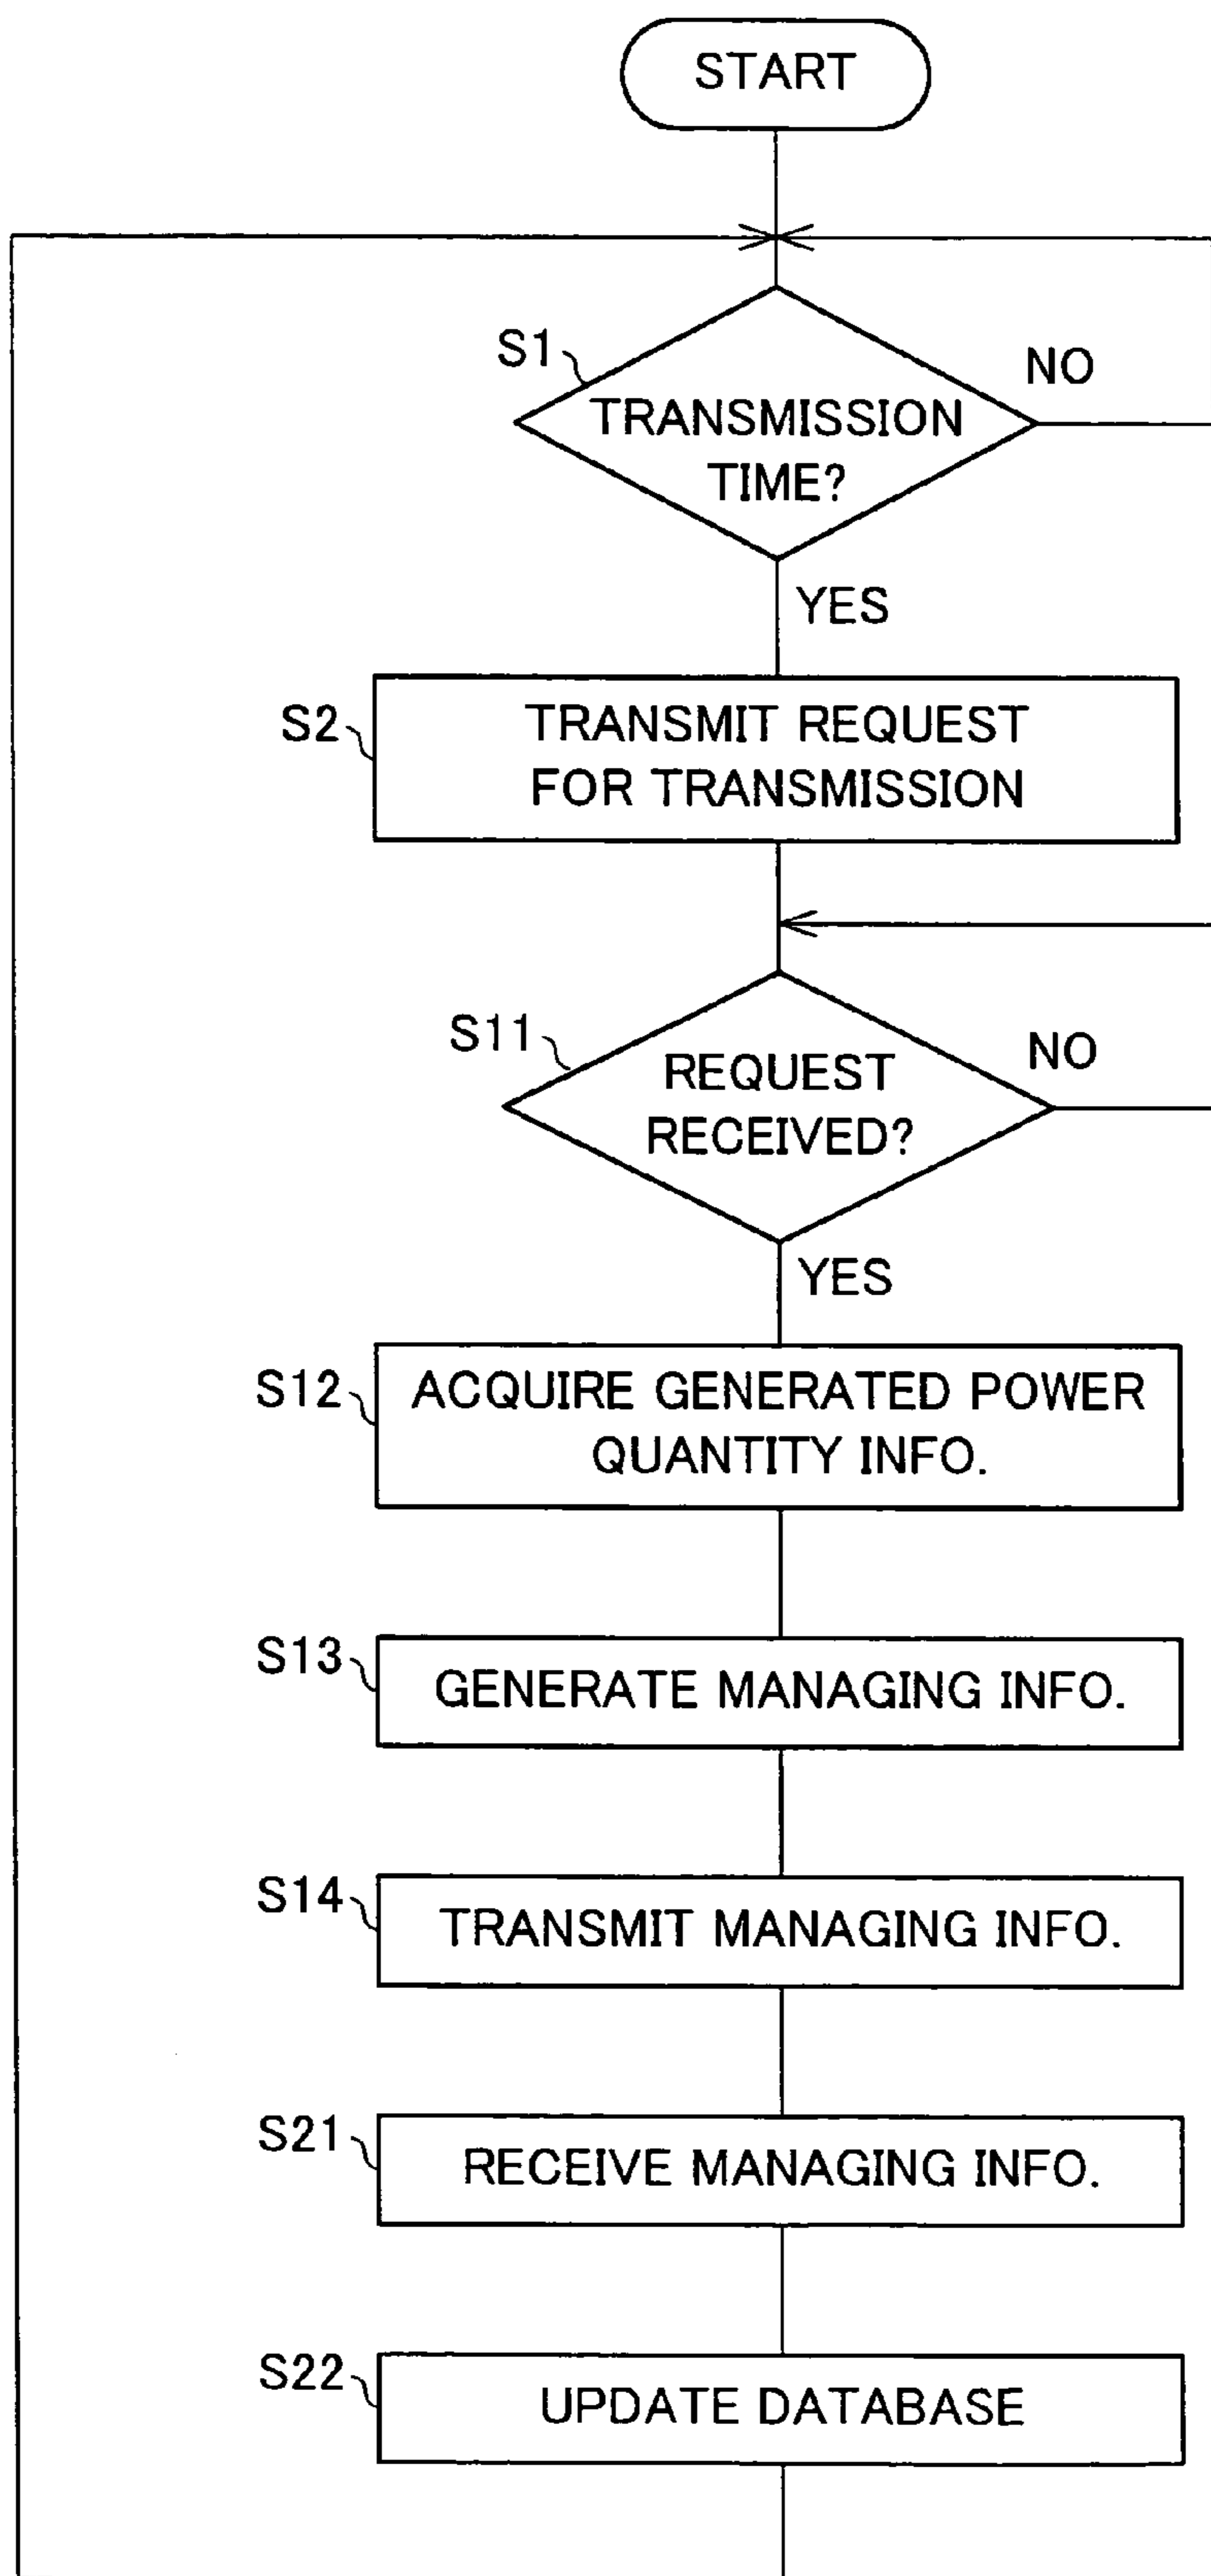 START
S1
NO
TRANSMISSION
TIME?
YES
S2
TRANSMIT REQUEST
FOR TRANSMISSION
S11
NO
REQUEST
RECEIVED?
YES
S12
ACQUIRE GENERATED POWER
QUANTITY INFO.
S13
GENERATE MANAGING INFO.
S14
TRANSMIT MANAGING INFO.
S21
RECEIVE MANAGING INFO.
S22
UPDATE DATABASE